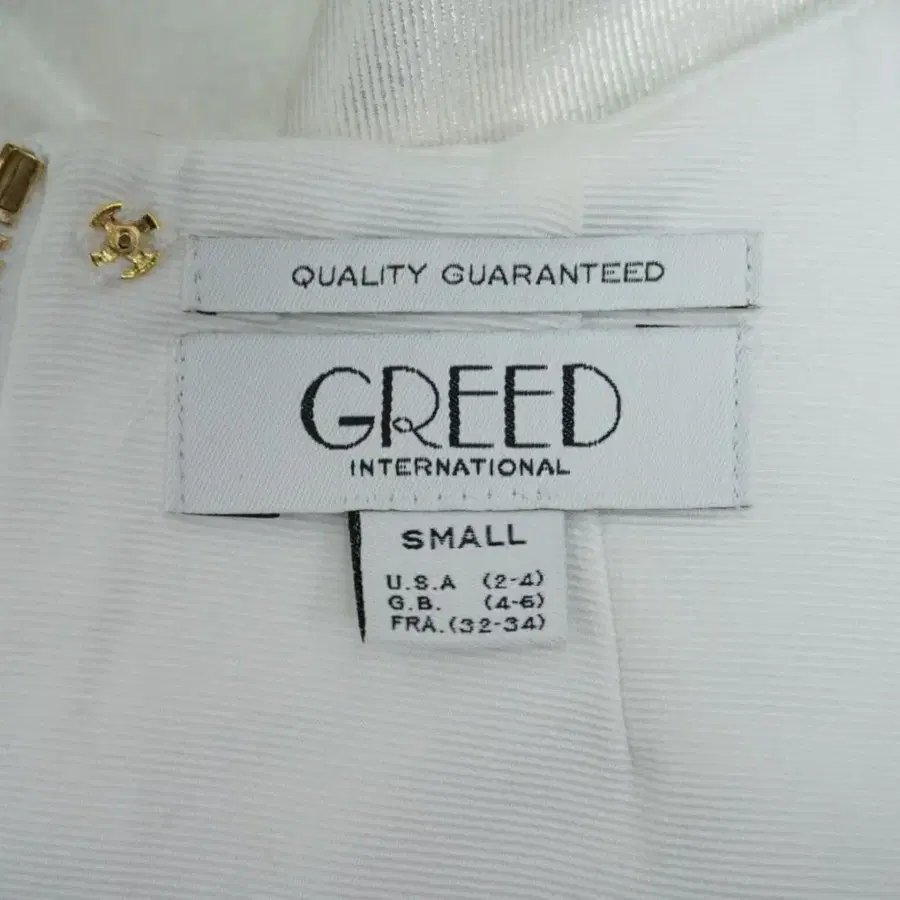 QUALITY GUARANTEED
GREED
INTERNATIONAL
SMALL
U.S.A (2-4)
G.B. (4-6)
FRA. (32-34)